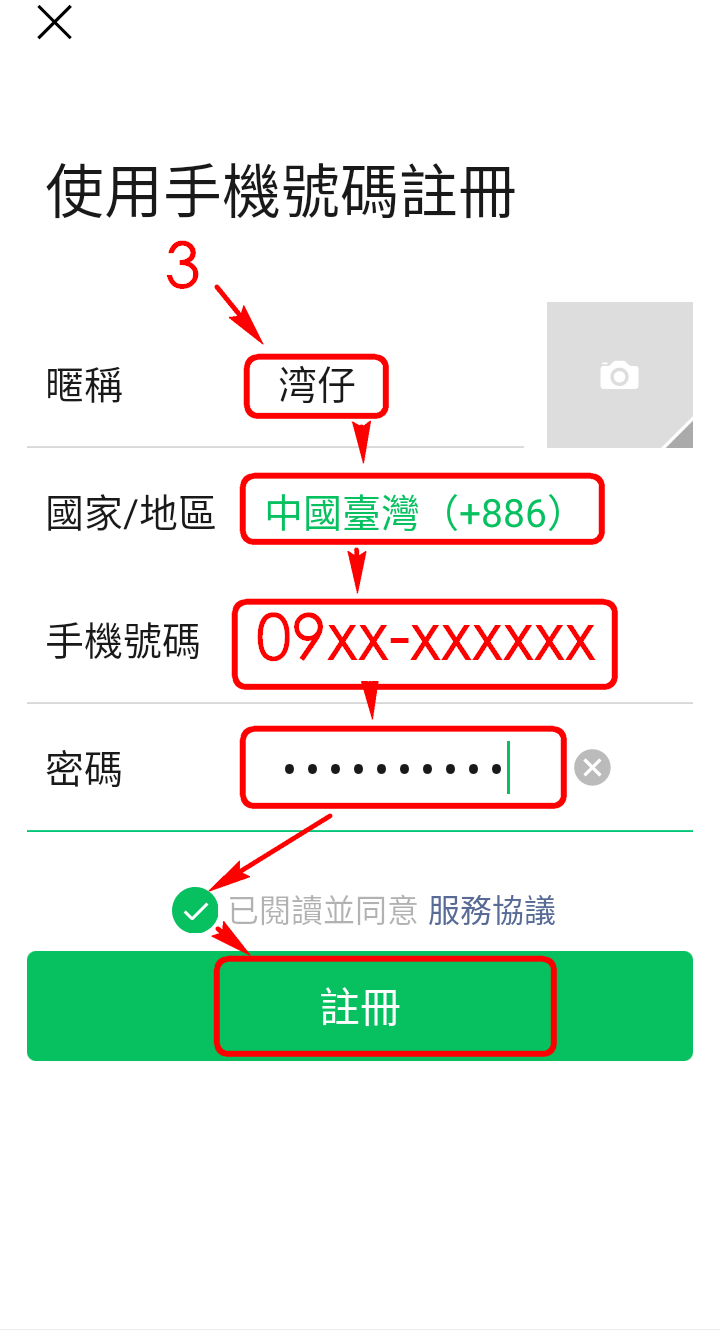 使用手機號碼註冊
3
暱稱 湾仔
國家/地區 中國臺灣（+886）
手機號碼 09xx-xxxxxx
密碼 ••••••••••
已閱讀並同意 服務協議
註冊